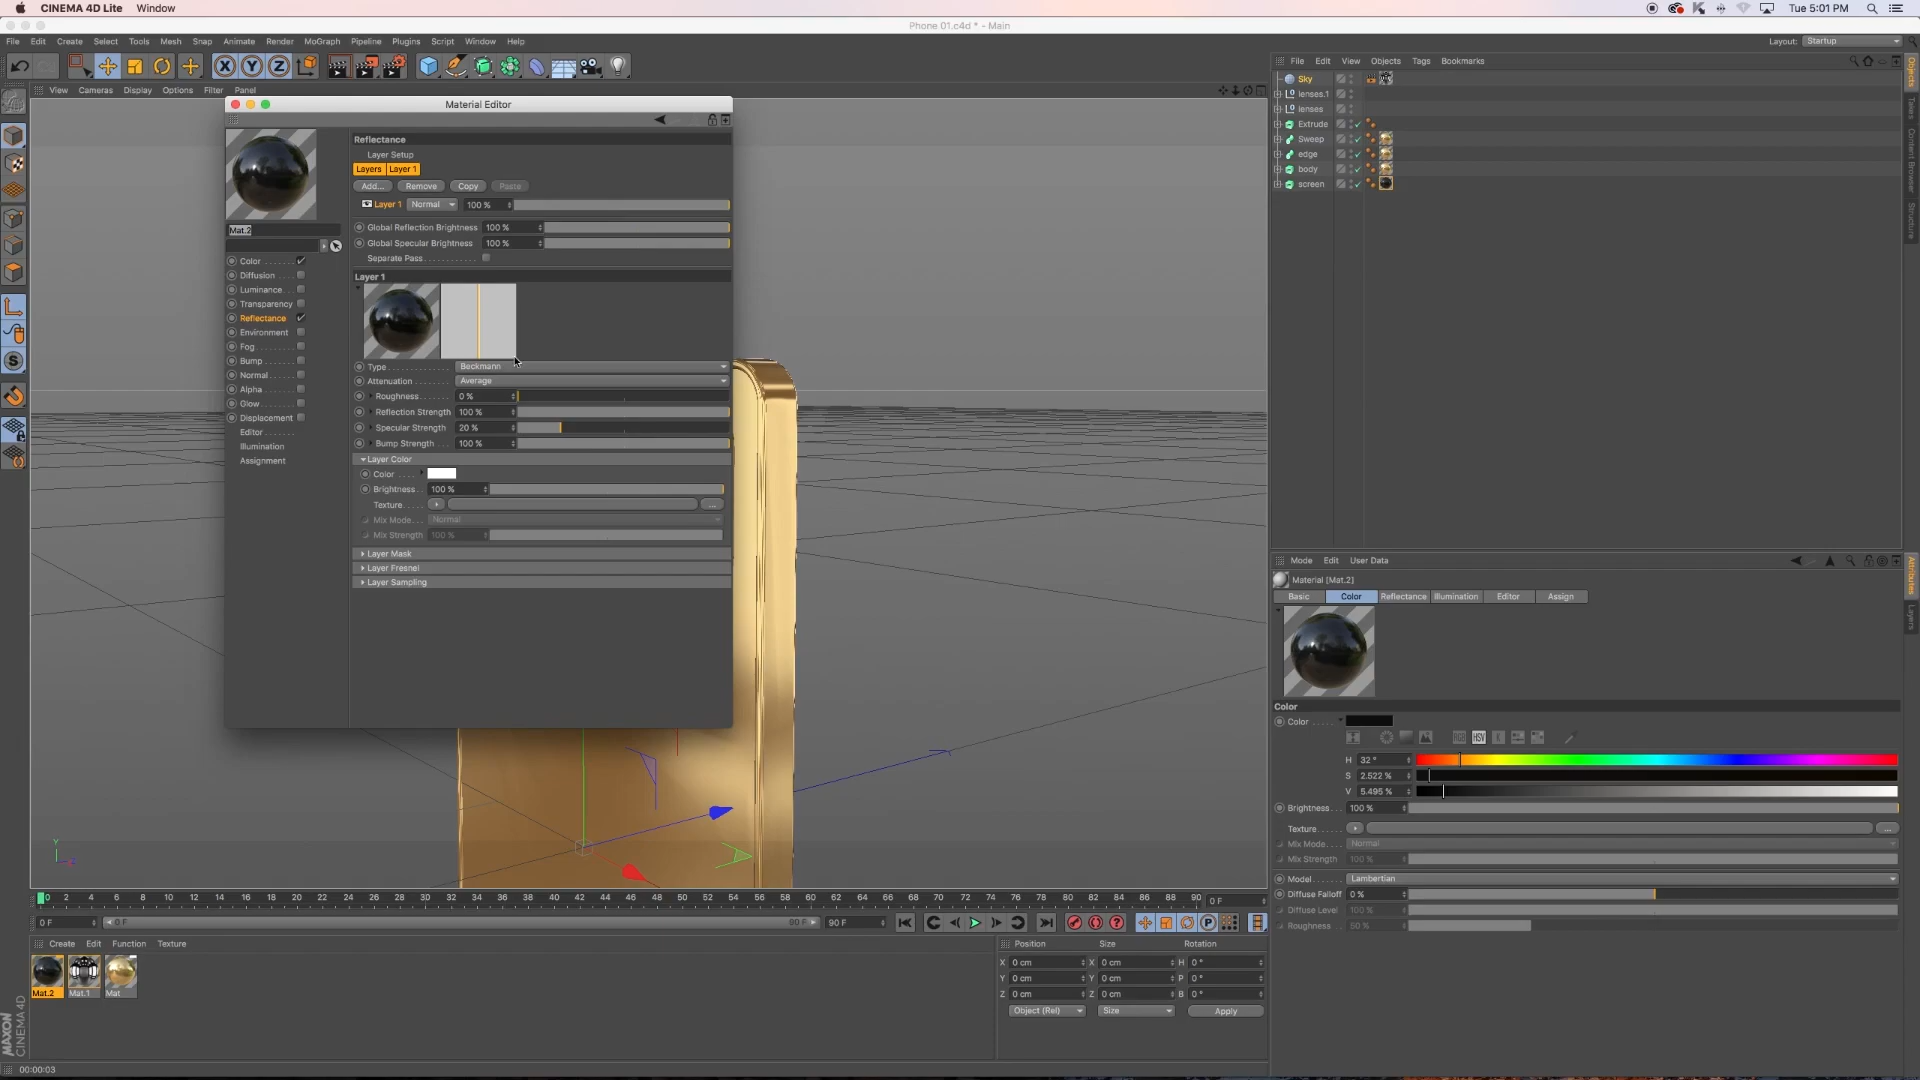 CINEMA 4D Lite Window Tue 5:01 PM
Phone 01.c4d * - Main
File Edit Create Select Tools Mesh Snap Animate Render MoGraph Pipeline Plugins Script Window Help Layout: Startup
X Y Z
File Edit View Objects Tags Bookmarks
View Cameras Display Options Filter Panel
Sky
lenses.1
lenses
Extrude
Sweep
edge
body
screen
Objects
Takes
Content Browser
Structure
Material Editor
Mat.2
Color
Diffusion
Luminance
Transparency
Reflectance
Environment
Fog
Bump
Normal
Alpha
Glow
Displacement
Editor
Illumination
Assignment
Reflectance
Layer Setup
Layers Layer 1
Add... Remove Copy Paste
Layer 1 Normal 100 %
Global Reflection Brightness 100 %
Global Specular Brightness 100 %
Separate Pass
Layer 1
Type Beckmann
Attenuation Average
Roughness 0 %
Reflection Strength 100 %
Specular Strength 20 %
Bump Strength 100 %
Layer Color
Color
Brightness 100 %
Texture ...
Mix Mode Normal
Mix Strength 100 %
Layer Mask
Layer Fresnel
Layer Sampling
Mode Edit User Data
Material [Mat.2]
Basic Color Reflectance Illumination Editor Assign
Attributes
Layers
Color
Color
HSV
H 32 °
S 2.522 %
V 5.495 %
Brightness 100 %
Texture ...
Mix Mode Normal
Mix Strength 100 %
Model Lambertian
Diffuse Falloff 0 %
Diffuse Level 100 %
Roughness 50 %
Y
0 2 4 6 8 10 12 14 16 18 20 22 24 26 28 30 32 34 36 38 40 42 44 46 48 50 52 54 56 58 60 62 64 66 68 70 72 74 76 78 80 82 84 86 88 90 0 F
0 F 0 F 90 F 90 F
Create Edit Function Texture
Mat.2 Mat.1 Mat
Position Size Rotation
X 0 cm X 0 cm H 0 °
Y 0 cm Y 0 cm P 0 °
Z 0 cm Z 0 cm B 0 °
Object (Rel) Size Apply
MAXON
CINEMA 4D
00:00:03